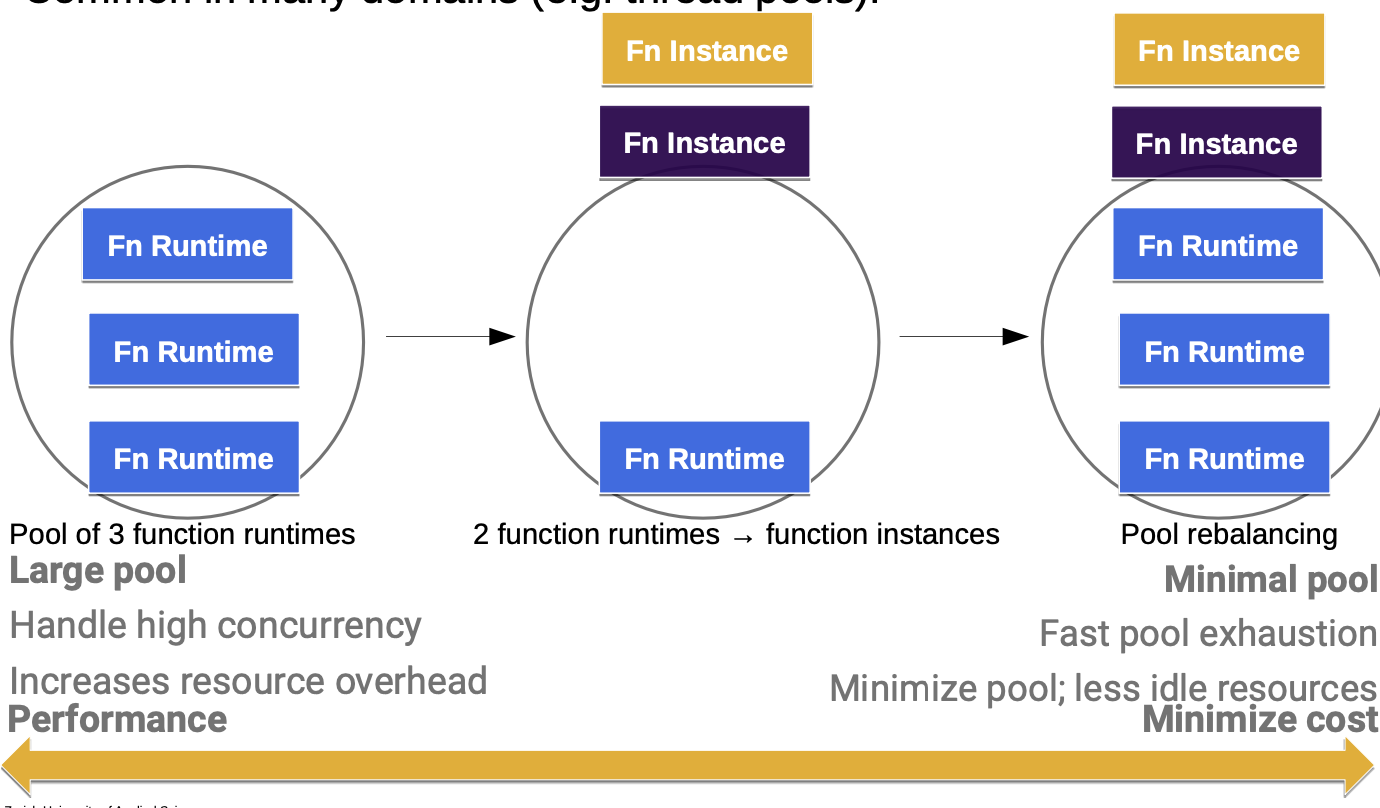 Common in many domains (e.g. thread pools).
Fn Instance
Fn Instance
Fn Instance
Fn Instance
Fn Runtime
Fn Runtime
Fn Runtime
Fn Runtime
Fn Runtime
Fn Runtime
Fn Runtime
Pool of 3 function runtimes
2 function runtimes → function instances
Pool rebalancing
Large pool
Handle high concurrency
Increases resource overhead
Performance
Minimal pool
Fast pool exhaustion
Minimize pool; less idle resources
Minimize cost